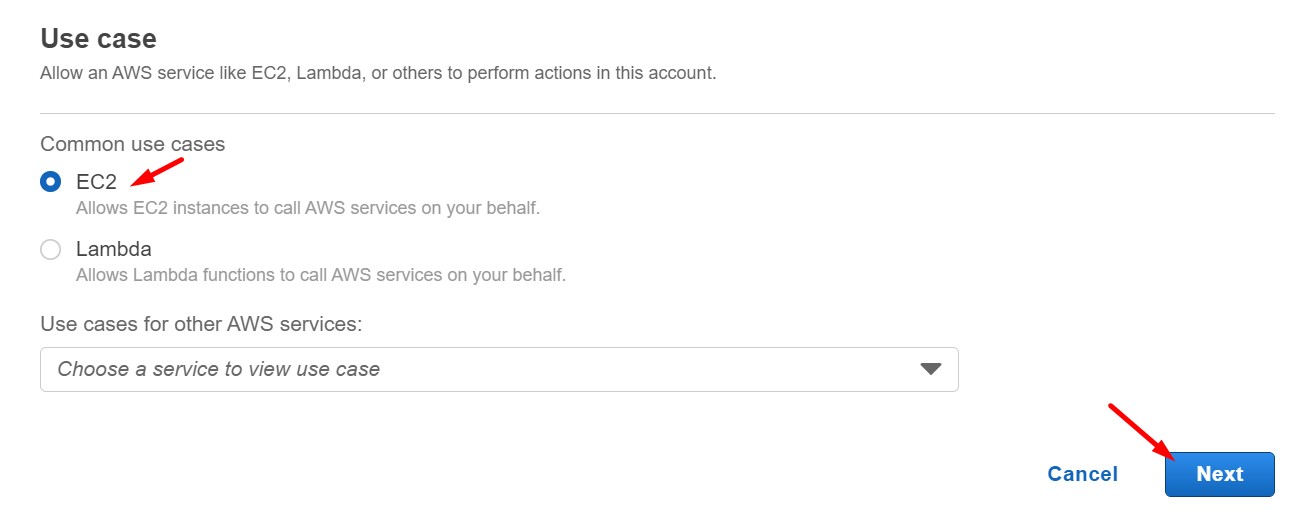 Use case
Allow an AWS service like EC2, Lambda, or others to perform actions in this account.
Common use cases
EC2
Allows EC2 instances to call AWS services on your behalf.
Lambda
Allows Lambda functions to call AWS services on your behalf.
Use cases for other AWS services:
Choose a service to view use case
Cancel
Next